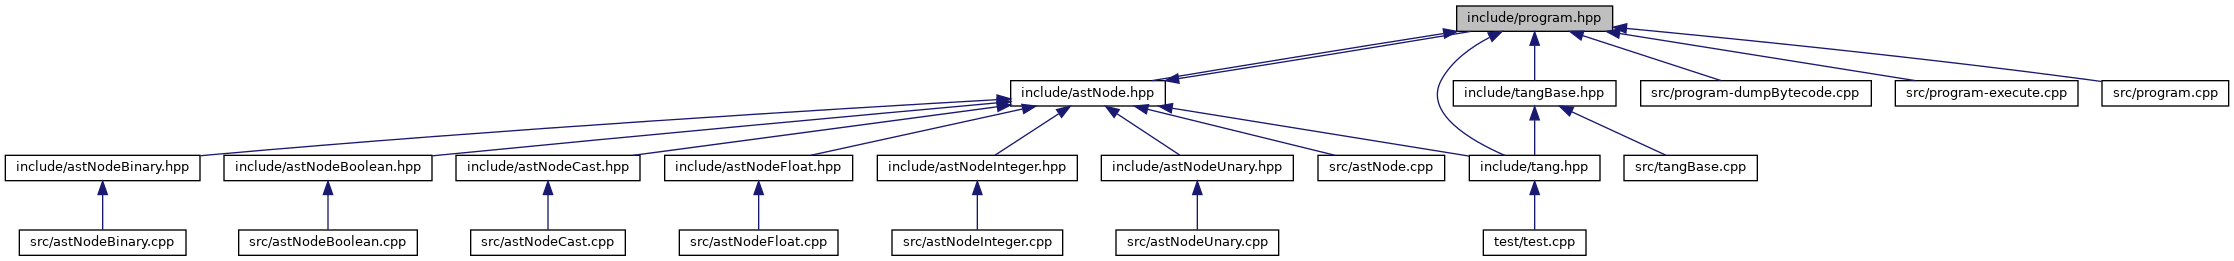 include/program.hpp
include/astNode.hpp
include/tangBase.hpp
src/program-dumpBytecode.cpp
src/program-execute.cpp
src/program.cpp
include/astNodeBinary.hpp
include/astNodeBoolean.hpp
include/astNodeCast.hpp
include/astNodeFloat.hpp
include/astNodeInteger.hpp
include/astNodeUnary.hpp
src/astNode.cpp
include/tang.hpp
src/tangBase.cpp
src/astNodeBinary.cpp
src/astNodeBoolean.cpp
src/astNodeCast.cpp
src/astNodeFloat.cpp
src/astNodeInteger.cpp
src/astNodeUnary.cpp
test/test.cpp